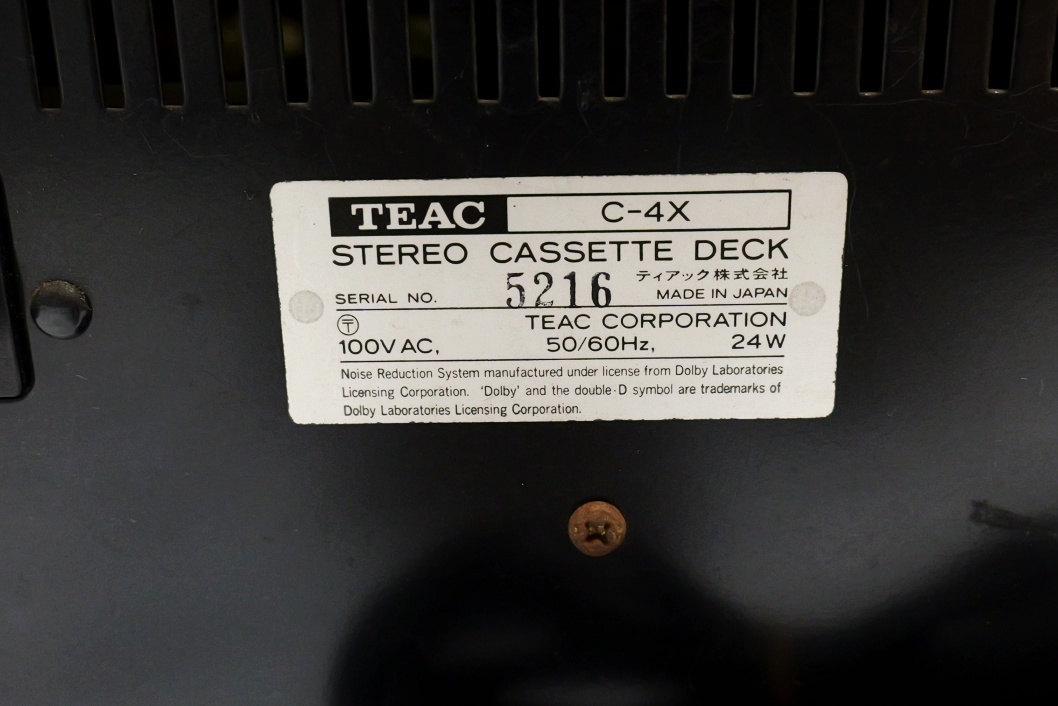 TEAC C-4X
STEREO CASSETTE DECK
ティアック株式会社
SERIAL NO. 5216 MADE IN JAPAN
〒 TEAC CORPORATION
100V AC, 50/60Hz, 24W
Noise Reduction System manufactured under license from Dolby Laboratories
Licensing Corporation. 'Dolby' and the double-D symbol are trademarks of
Dolby Laboratories Licensing Corporation.